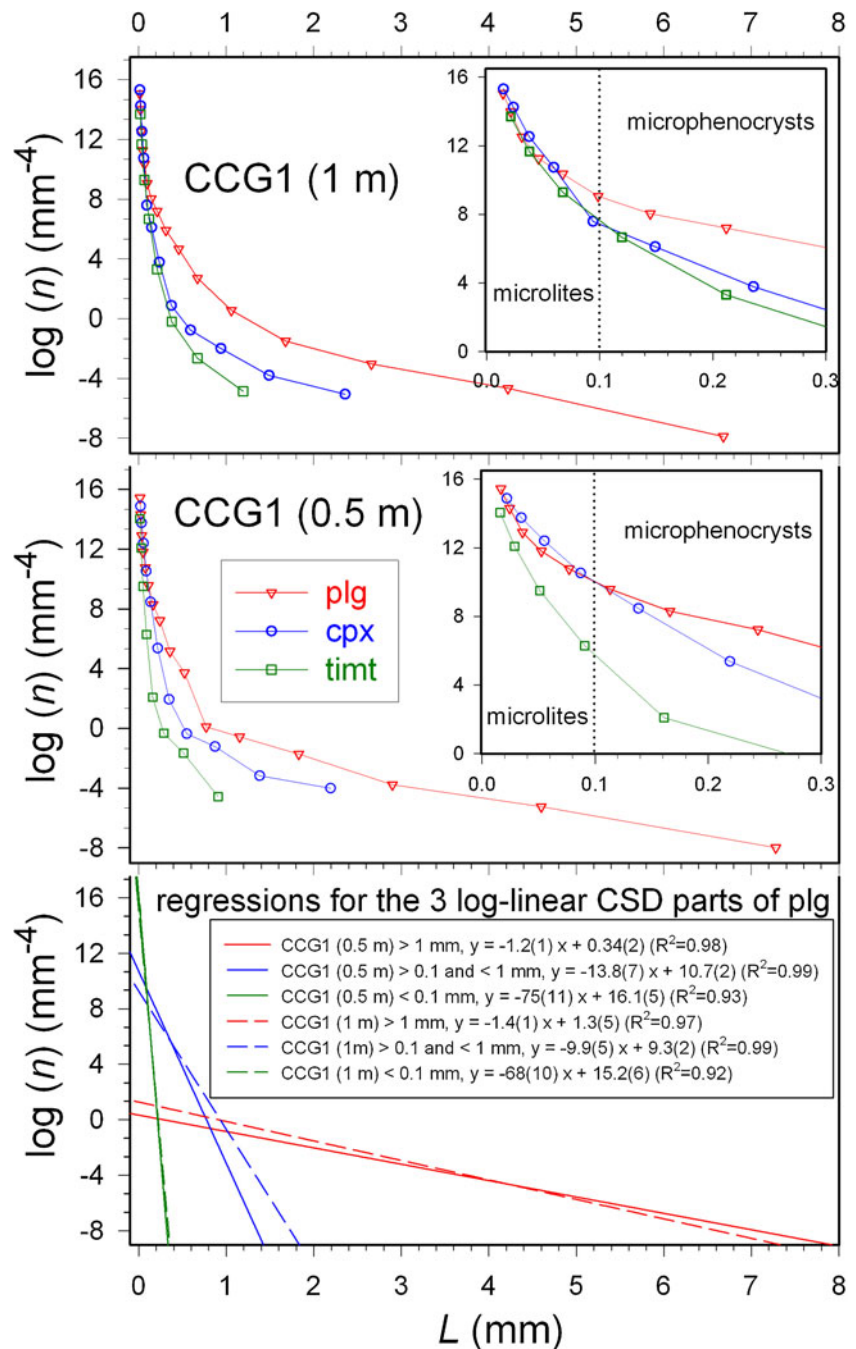 0 1 2 3 4 5 6 7 8
16
12
8
4
0
-4
-8
log (n) (mm-4)
CCG1 (1 m)
16
12
8
4
0
microphenocrysts
microlites
0.0 0.1 0.2 0.3
16
12
8
4
0
-4
-8
log (n) (mm-4)
CCG1 (0.5 m)
plg
cpx
timt
16
12
8
4
0
microphenocrysts
microlites
0.0 0.1 0.2 0.3
16
12
8
4
0
-4
-8
log (n) (mm-4)
regressions for the 3 log-linear CSD parts of plg
CCG1 (0.5 m) > 1 mm, y = -1.2(1) x + 0.34(2) (R2=0.98)
CCG1 (0.5 m) > 0.1 and < 1 mm, y = -13.8(7) x + 10.7(2) (R2=0.99)
CCG1 (0.5 m) < 0.1 mm, y = -75(11) x + 16.1(5) (R2=0.93)
CCG1 (1 m) > 1 mm, y = -1.4(1) x + 1.3(5) (R2=0.97)
CCG1 (1m) > 0.1 and < 1 mm, y = -9.9(5) x + 9.3(2) (R2=0.99)
CCG1 (1 m) < 0.1 mm, y = -68(10) x + 15.2(6) (R2=0.92)
0 1 2 3 4 5 6 7 8
L (mm)